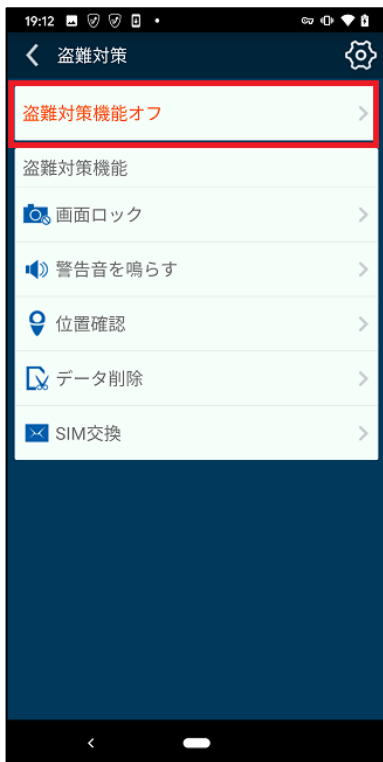 19:12
盗難対策
盗難対策機能オフ
盗難対策機能
画面ロック
警告音を鳴らす
位置確認
データ削除
SIM交換